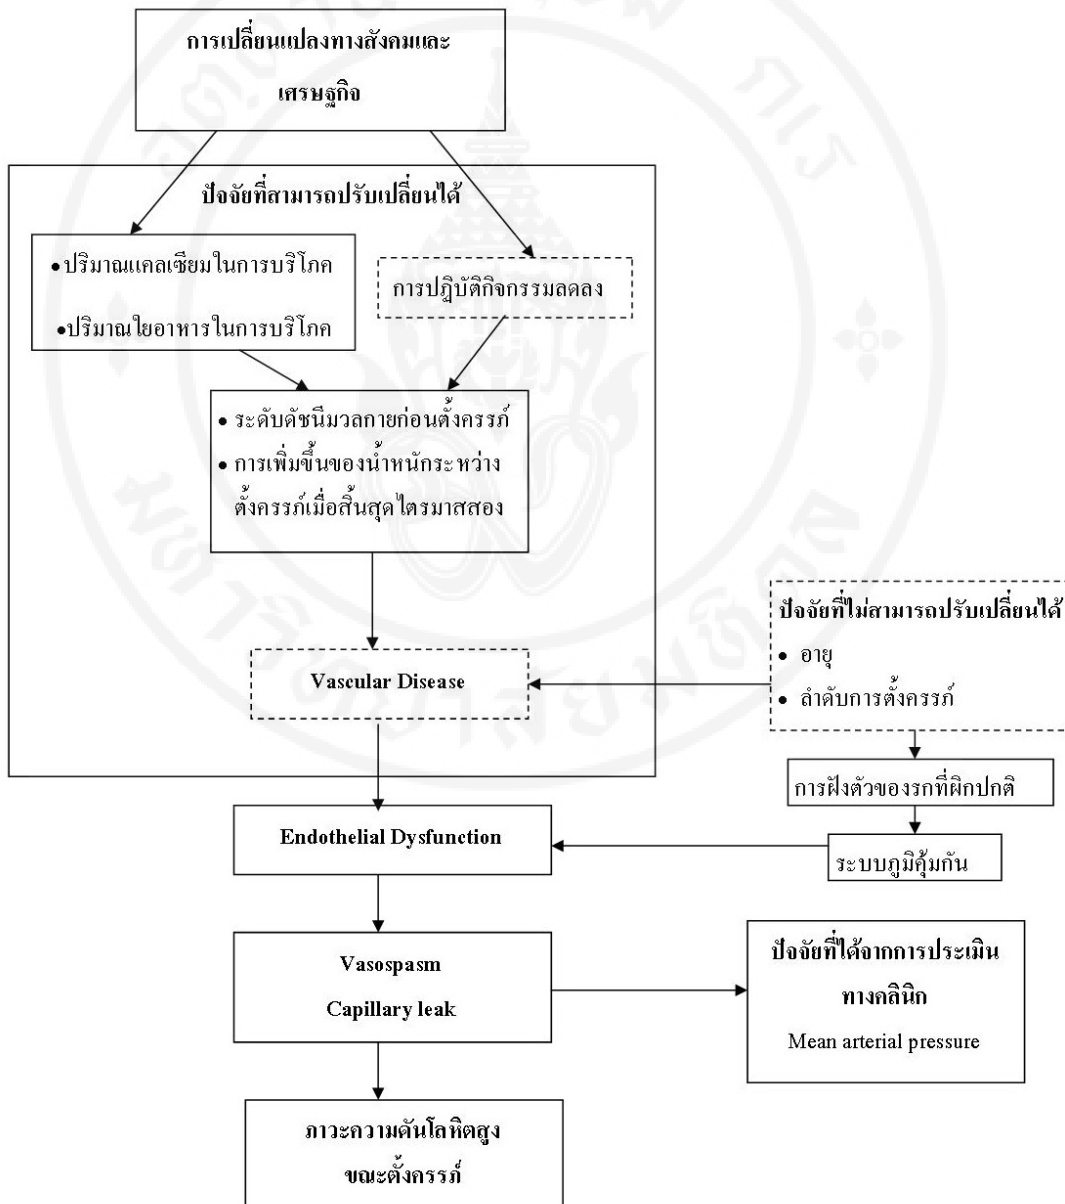 การเปลี่ยนแปลงทางสังคมและ
เศรษฐกิจ
ปัจจัยที่สามารถปรับเปลี่ยนได้
•ปริมาณแคลเซียมในการบริโภค
•ปริมาณใยอาหารในการบริโภค
การปฏิบัติกิจกรรมลดลง
• ระดับดัชนีมวลกายก่อนตั้งครรภ์
• การเพิ่มขึ้นของน้ำหนักระหว่าง
ตั้งครรภ์เมื่อสิ้นสุดไตรมาสสอง
Vascular Disease
ปัจจัยที่ไม่สามารถปรับเปลี่ยนได้
• อายุ
• ลำดับการตั้งครรภ์
การฝังตัวของรกที่ผิกปกติ
ระบบภูมิคุ้มกัน
Endothelial Dysfunction
Vasospasm
Capillary leak
ปัจจัยที่ได้จากการประเมิน
ทางคลินิก
Mean arterial pressure
ภาวะความดันโลหิตสูง
ขณะตั้งครรภ์
มหาวิทยาลัยมหิดล